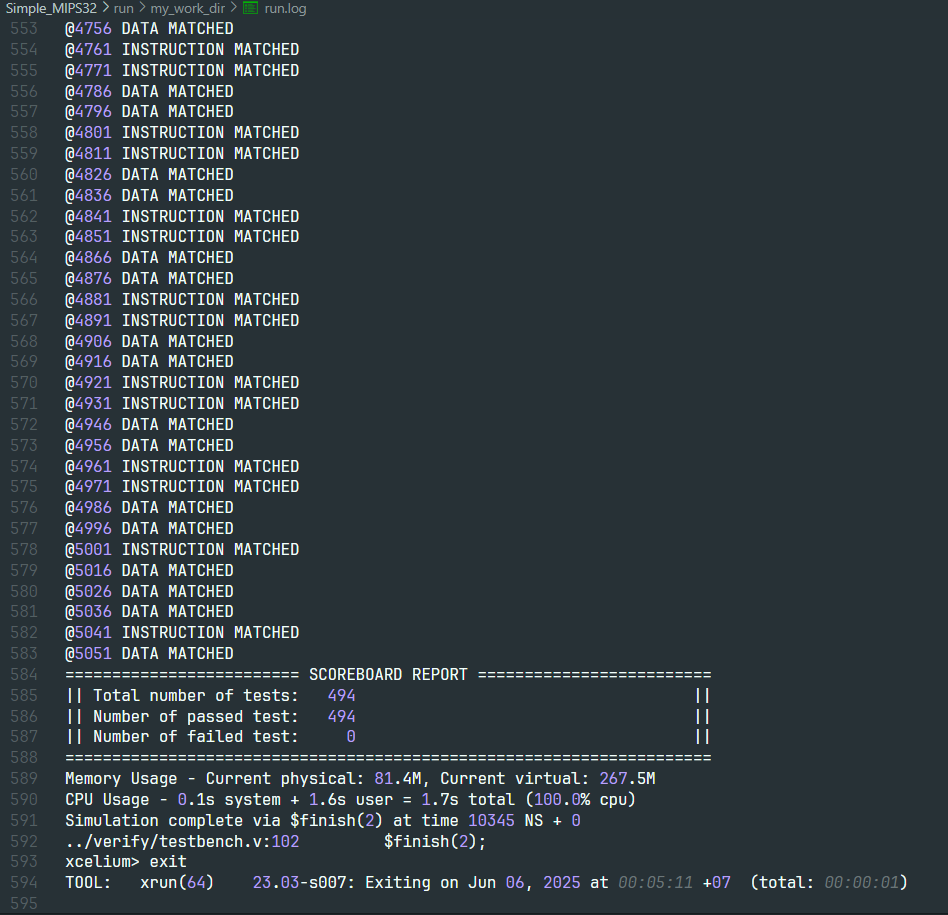 Simple_MIPS32 > run > my_work_dir > run.log
553 @4756 DATA MATCHED
554 @4761 INSTRUCTION MATCHED
555 @4771 INSTRUCTION MATCHED
556 @4786 DATA MATCHED
557 @4796 DATA MATCHED
558 @4801 INSTRUCTION MATCHED
559 @4811 INSTRUCTION MATCHED
560 @4826 DATA MATCHED
561 @4836 DATA MATCHED
562 @4841 INSTRUCTION MATCHED
563 @4851 INSTRUCTION MATCHED
564 @4866 DATA MATCHED
565 @4876 DATA MATCHED
566 @4881 INSTRUCTION MATCHED
567 @4891 INSTRUCTION MATCHED
568 @4906 DATA MATCHED
569 @4916 DATA MATCHED
570 @4921 INSTRUCTION MATCHED
571 @4931 INSTRUCTION MATCHED
572 @4946 DATA MATCHED
573 @4956 DATA MATCHED
574 @4961 INSTRUCTION MATCHED
575 @4971 INSTRUCTION MATCHED
576 @4986 DATA MATCHED
577 @4996 DATA MATCHED
578 @5001 INSTRUCTION MATCHED
579 @5016 DATA MATCHED
580 @5026 DATA MATCHED
581 @5036 DATA MATCHED
582 @5041 INSTRUCTION MATCHED
583 @5051 DATA MATCHED
584 ========================= SCOREBOARD REPORT =========================
585 || Total number of tests:   494                                    ||
586 || Number of passed test:   494                                    ||
587 || Number of failed test:     0                                    ||
588 =====================================================================
589 Memory Usage - Current physical: 81.4M, Current virtual: 267.5M
590 CPU Usage - 0.1s system + 1.6s user = 1.7s total (100.0% cpu)
591 Simulation complete via $finish(2) at time 10345 NS + 0
592 ../verify/testbench.v:102         $finish(2);
593 xcelium> exit
594 TOOL:   xrun(64)    23.03-s007: Exiting on Jun 06, 2025 at 00:05:11 +07  (total: 00:00:01)
595